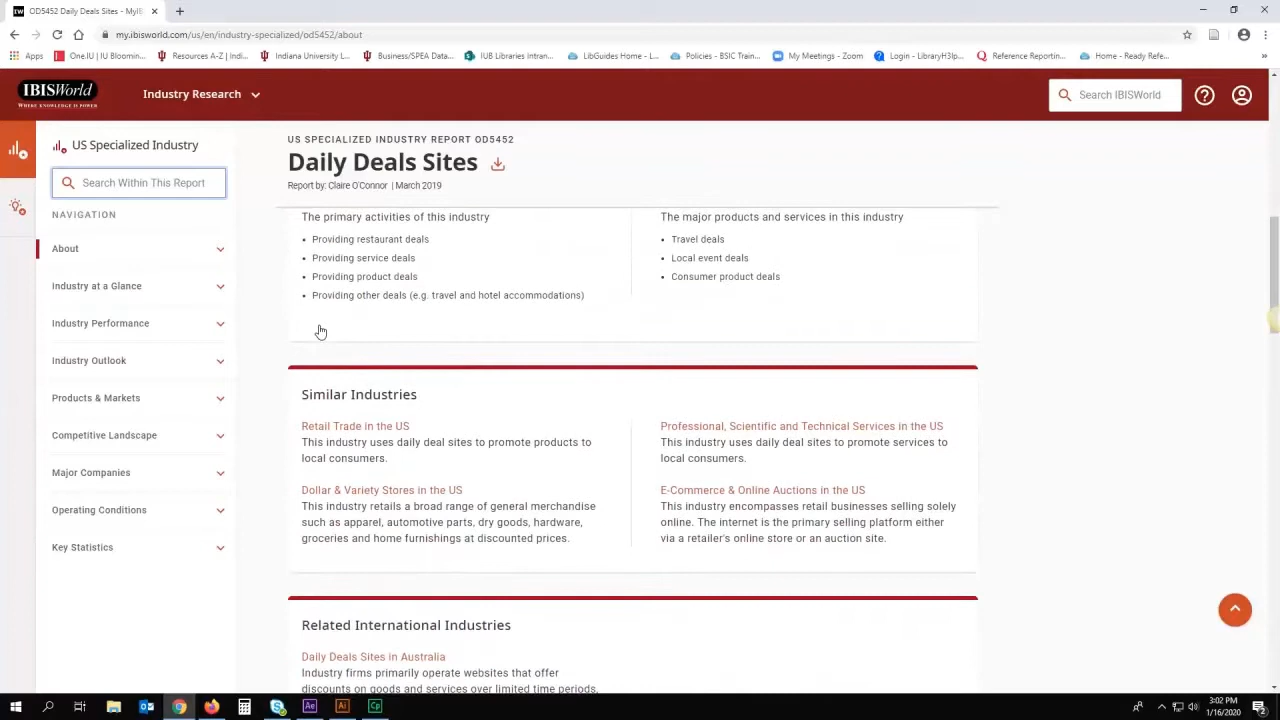 OD5452 Daily Deals Sites - MyIB
my.ibisworld.com/us/en/industry-specialized/od5452/about
Apps
One.IU | IU Bloomin...
Resources A-Z | Indi...
Indiana University L...
Business/SPEA Data...
IUB Libraries Intran...
LibGuides Home - L...
Policies - BSIC Train...
My Meetings - Zoom
Login - LibraryH3lp...
Reference Reportin...
Home - Ready Refe...
IBISWorld
WHERE KNOWLEDGE IS POWER
Industry Research
Search IBISWorld
US Specialized Industry
Search Within This Report
NAVIGATION
About
Industry at a Glance
Industry Performance
Industry Outlook
Products & Markets
Competitive Landscape
Major Companies
Operating Conditions
Key Statistics
US SPECIALIZED INDUSTRY REPORT OD5452
Daily Deals Sites
Report by: Claire O'Connor | March 2019
The primary activities of this industry
Providing restaurant deals
Providing service deals
Providing product deals
Providing other deals (e.g. travel and hotel accommodations)
The major products and services in this industry
Travel deals
Local event deals
Consumer product deals
Similar Industries
Retail Trade in the US
This industry uses daily deal sites to promote products to
local consumers.
Professional, Scientific and Technical Services in the US
This industry uses daily deal sites to promote services to
local consumers.
Dollar & Variety Stores in the US
This industry retails a broad range of general merchandise
such as apparel, automotive parts, dry goods, hardware,
groceries and home furnishings at discounted prices.
E-Commerce & Online Auctions in the US
This industry encompasses retail businesses selling solely
online. The internet is the primary selling platform either
via a retailer's online store or an auction site.
Related International Industries
Daily Deals Sites in Australia
Industry firms primarily operate websites that offer
discounts on goods and services over limited time periods.
3:02 PM
1/16/2020